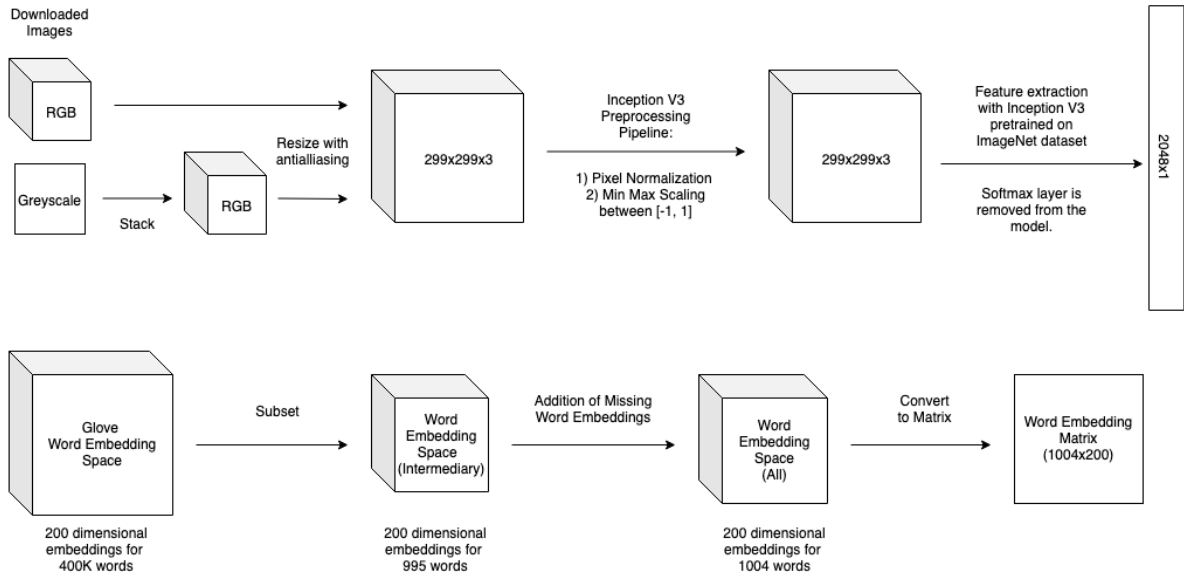 Downloaded
Images
RGB
Greyscale
Stack
RGB
Resize with
antialliasing
299x299x3
Inception V3
Preprocessing
Pipeline:
1) Pixel Normalization
2) Min Max Scaling
between [-1, 1]
299x299x3
Feature extraction
with Inception V3
pretrained on
ImageNet dataset
Softmax layer is
removed from the
model.
2048x1
Glove
Word Embedding
Space
200 dimensional
embeddings for
400K words
Subset
Word
Embedding
Space
(Intermediary)
200 dimensional
embeddings for
995 words
Addition of Missing
Word Embeddings
Word
Embedding
Space
(All)
200 dimensional
embeddings for
1004 words
Convert
to Matrix
Word Embedding
Matrix
(1004x200)